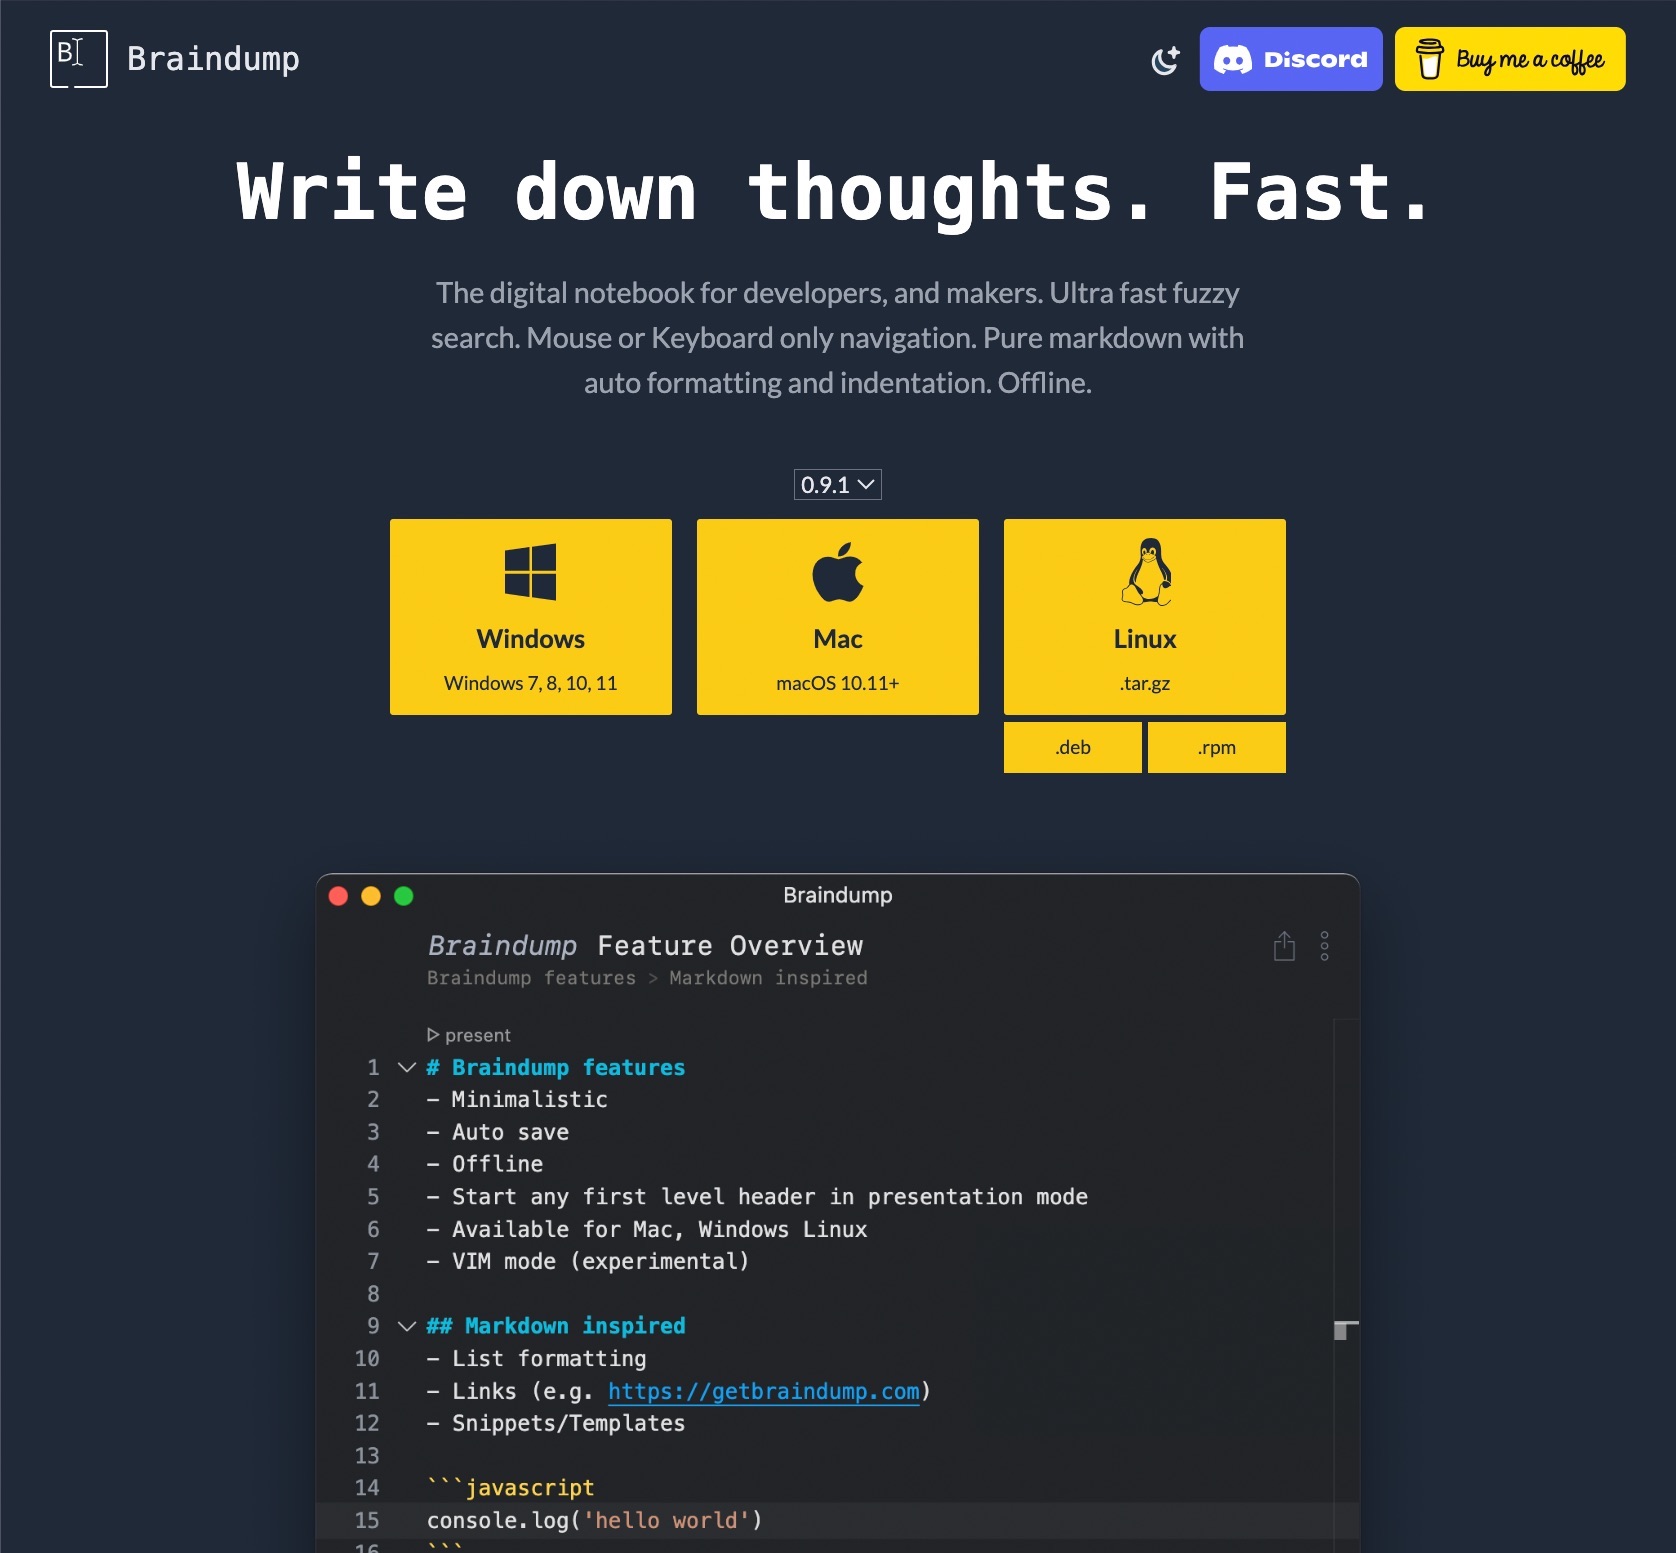 B
Braindump
Discord
Buy me a coffee
Write down thoughts. Fast.
The digital notebook for developers, and makers. Ultra fast fuzzy
search. Mouse or Keyboard only navigation. Pure markdown with
auto formatting and indentation. Offline.
0.9.1
Windows
Windows 7, 8, 10, 11
Mac
macOS 10.11+
Linux
.tar.gz
.deb
.rpm
Braindump
Braindump Feature Overview
Braindump features > Markdown inspired
present
1 # Braindump features
2 - Minimalistic
3 - Auto save
4 - Offline
5 - Start any first level header in presentation mode
6 - Available for Mac, Windows Linux
7 - VIM mode (experimental)
8
9 ## Markdown inspired
10 - List formatting
11 - Links (e.g. https://getbraindump.com)
12 - Snippets/Templates
13
14 ```javascript
15 console.log('hello world')
16 ```